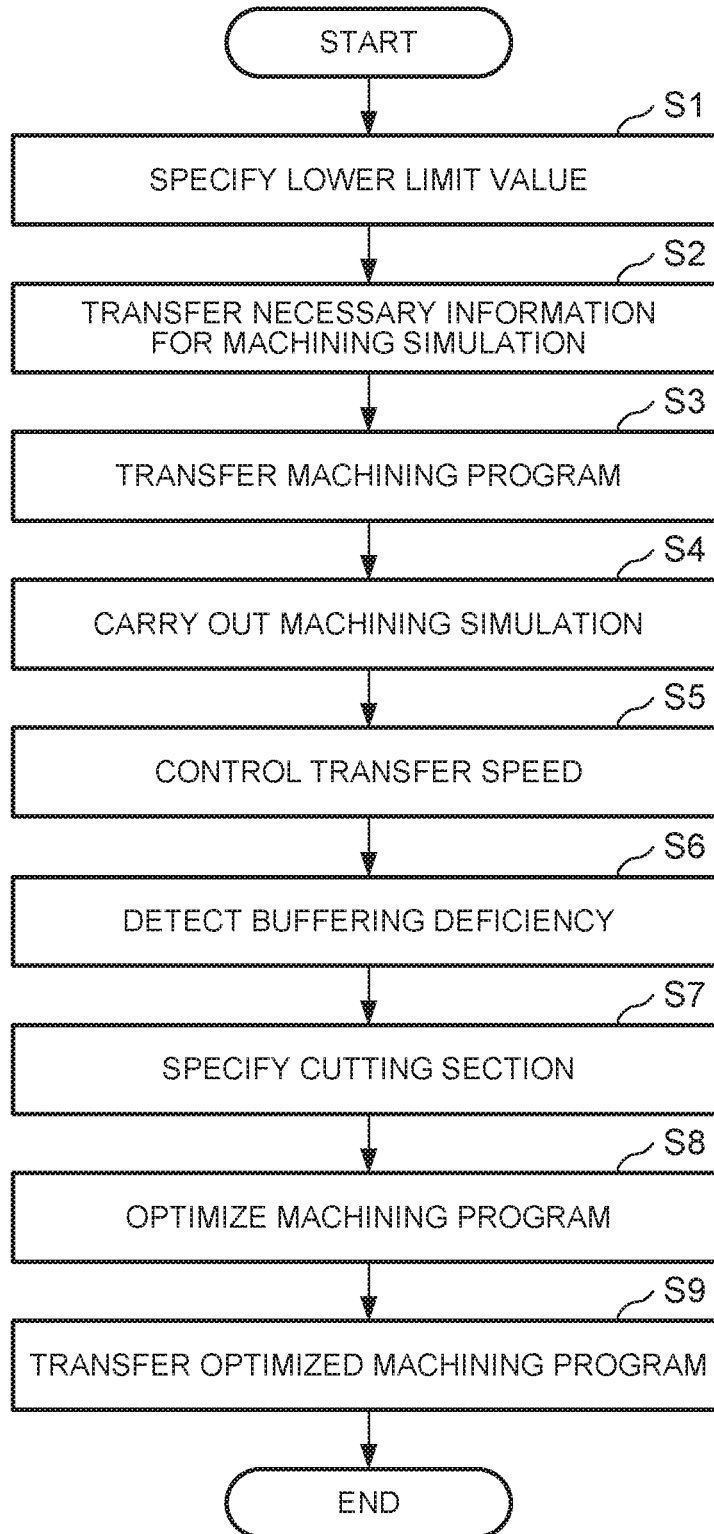 START
S1
SPECIFY LOWER LIMIT VALUE
S2
TRANSFER NECESSARY INFORMATION
FOR MACHINING SIMULATION
S3
TRANSFER MACHINING PROGRAM
S4
CARRY OUT MACHINING SIMULATION
S5
CONTROL TRANSFER SPEED
S6
DETECT BUFFERING DEFICIENCY
S7
SPECIFY CUTTING SECTION
S8
OPTIMIZE MACHINING PROGRAM
S9
TRANSFER OPTIMIZED MACHINING PROGRAM
END